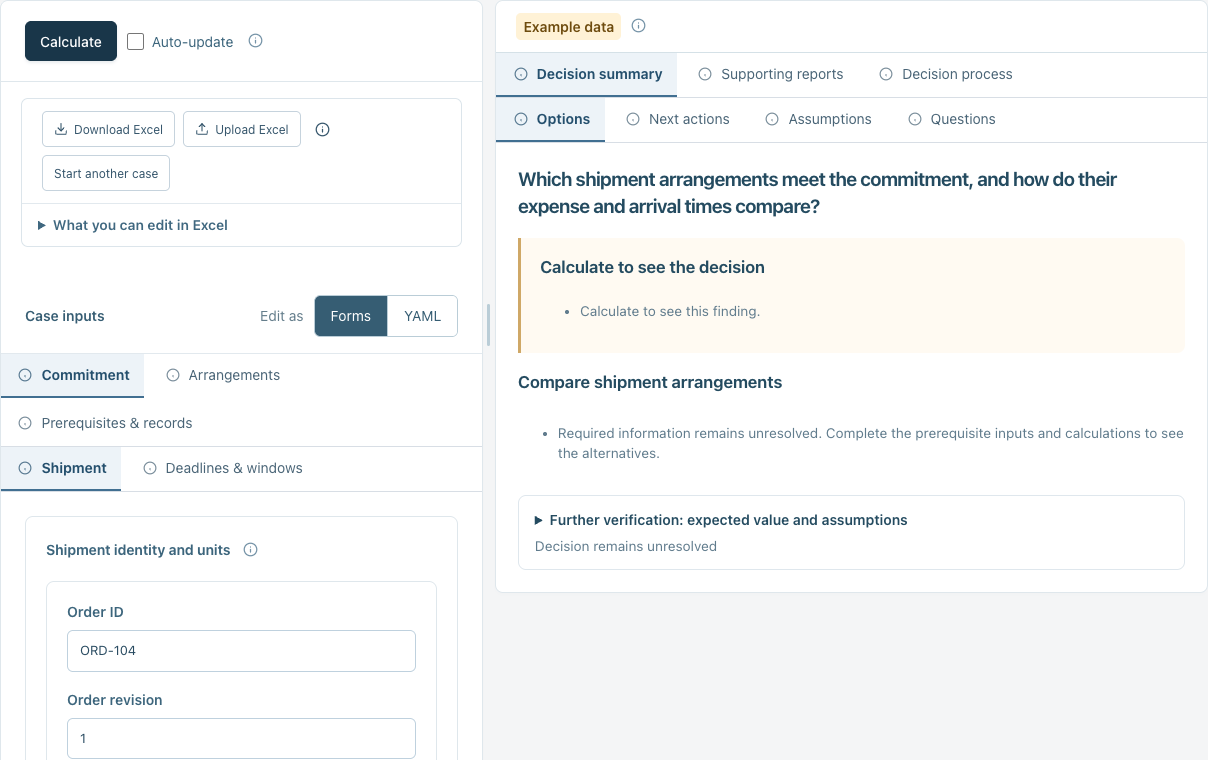 Calculate
Auto-update
Download Excel
Upload Excel
Start another case
What you can edit in Excel
Case inputs
Edit as
Forms
YAML
Commitment
Arrangements
Prerequisites & records
Shipment
Deadlines & windows
Shipment identity and units
Order ID
ORD-104
Order revision
1
Example data
Decision summary
Supporting reports
Decision process
Options
Next actions
Assumptions
Questions
Which shipment arrangements meet the commitment, and how do their
expense and arrival times compare?
Calculate to see the decision
Calculate to see this finding.
Compare shipment arrangements
Required information remains unresolved. Complete the prerequisite inputs and calculations to see
the alternatives.
Further verification: expected value and assumptions
Decision remains unresolved